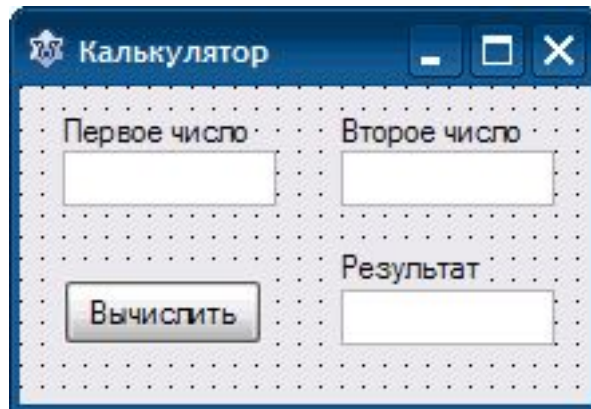 Калькулятор
Первое число
Второе число
Результат
Вычислить